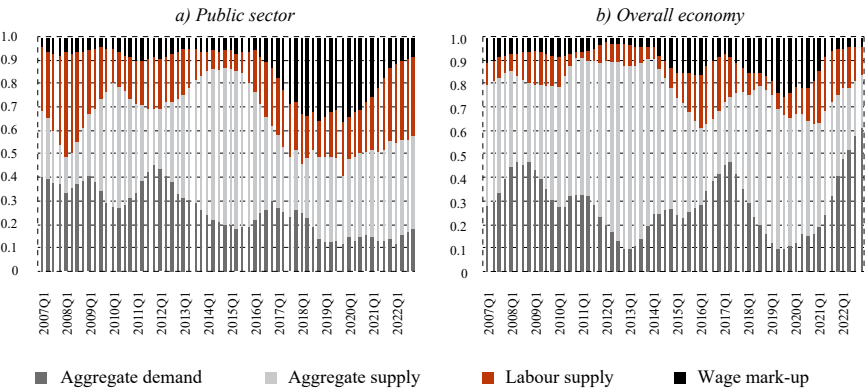 a) Public sector
1.0
0.9
0.8
0.7
0.6
0.5
0.4
0.3
0.2
0.1
0
2007Q1
2008Q1
2009Q1
2010Q1
2011Q1
2012Q1
2013Q1
2014Q1
2015Q1
2016Q1
2017Q1
2018Q1
2019Q1
2020Q1
2021Q1
2022Q1
b) Overall economy
1.0
0.9
0.8
0.7
0.6
0.5
0.4
0.3
0.2
0.1
0
2007Q1
2008Q1
2009Q1
2010Q1
2011Q1
2012Q1
2013Q1
2014Q1
2015Q1
2016Q1
2017Q1
2018Q1
2019Q1
2020Q1
2021Q1
2022Q1
Aggregate demand
Aggregate supply
Labour supply
Wage mark-up